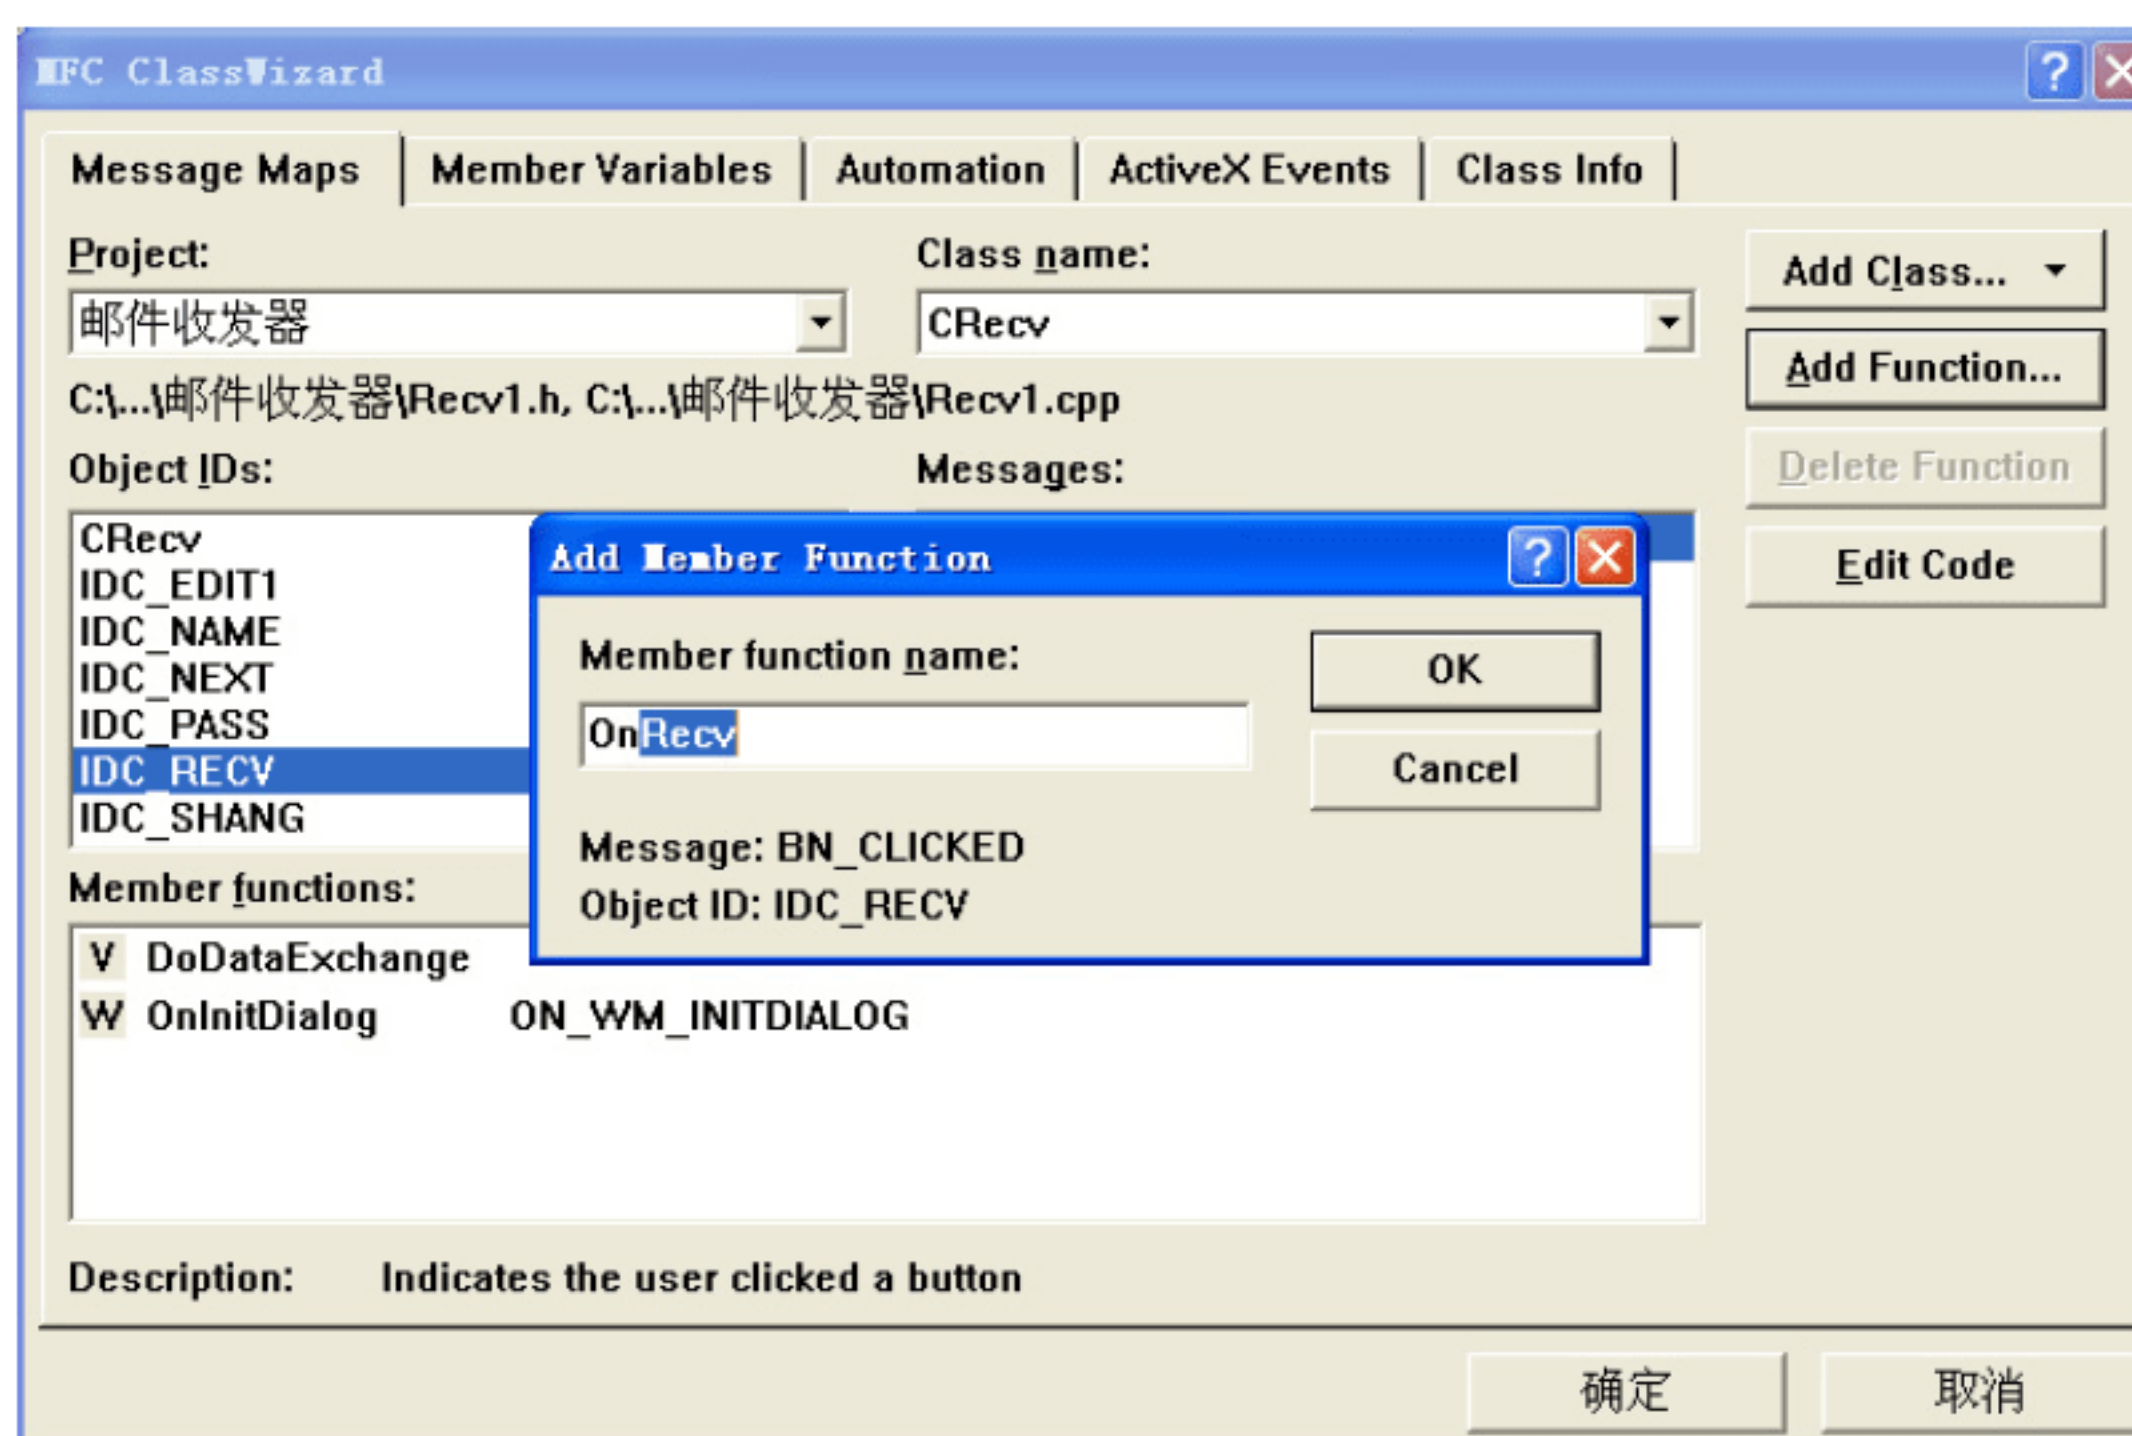 MFC ClassWizard
Message Maps Member Variables Automation ActiveX Events Class Info
Project: Class name:
邮件收发器 CRecv
Add Class...
Add Function...
C:\...\邮件收发器\Recv1.h, C:\...\邮件收发器\Recv1.cpp
Object IDs: Messages:
Delete Function
Edit Code
CRecv
IDC_EDIT1
IDC_NAME
IDC_NEXT
IDC_PASS
IDC_RECV
IDC_SHANG
Add Member Function
Member function name:
OnRecv
OK
Cancel
Message: BN_CLICKED
Object ID: IDC_RECV
Member functions:
V DoDataExchange
W OnInitDialog ON_WM_INITDIALOG
Description: Indicates the user clicked a button
确定 取消